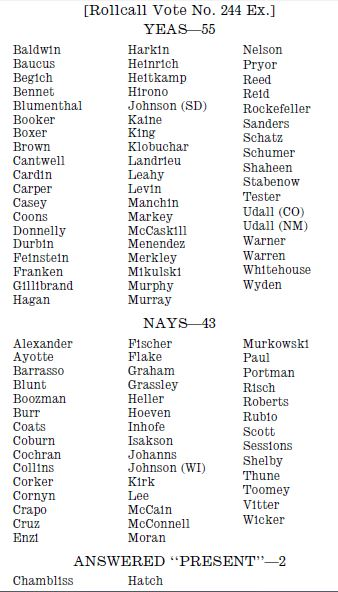 [Rollcall Vote No. 244 Ex.]
YEAS—55
Baldwin
Baucus
Begich
Bennet
Blumenthal
Booker
Boxer
Brown
Cantwell
Cardin
Carper
Casey
Coons
Donnelly
Durbin
Feinstein
Franken
Gillibrand
Hagan
Harkin
Heinrich
Heitkamp
Hirono
Johnson (SD)
Kaine
King
Klobuchar
Landrieu
Leahy
Levin
Manchin
Markey
McCaskill
Menendez
Merkley
Mikulski
Murphy
Murray
Nelson
Pryor
Reed
Reid
Rockefeller
Sanders
Schatz
Schumer
Shaheen
Stabenow
Tester
Udall (CO)
Udall (NM)
Warner
Warren
Whitehouse
Wyden
NAYS—43
Alexander
Ayotte
Barrasso
Blunt
Boozman
Burr
Coats
Coburn
Cochran
Collins
Corker
Cornyn
Crapo
Cruz
Enzi
Fischer
Flake
Graham
Grassley
Heller
Hoeven
Inhofe
Isakson
Johanns
Johnson (WI)
Kirk
Lee
McCain
McConnell
Moran
Murkowski
Paul
Portman
Risch
Roberts
Rubio
Scott
Sessions
Shelby
Thune
Toomey
Vitter
Wicker
ANSWERED “PRESENT”—2
Chambliss
Hatch